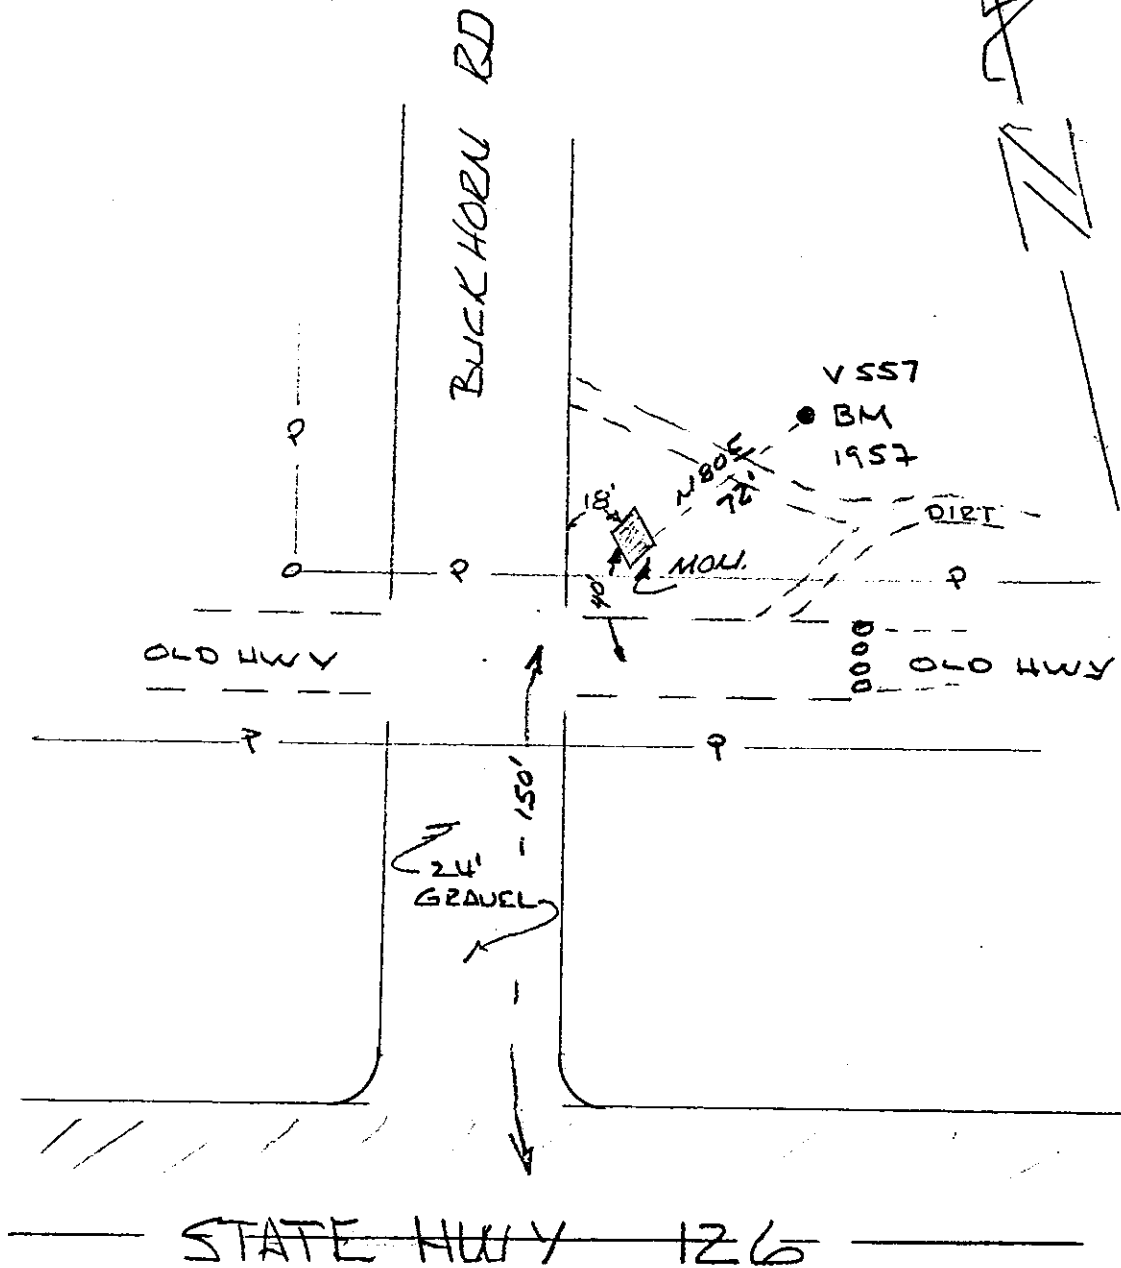 BUCKHORN RD
N
V 557
BM
1957
N80E
72'
18'
DIRT
P
P
MON.
P
40'
OLD HWY
OLD HWY
P
P
150'
24'
GRAVEL
STATE HWY 126